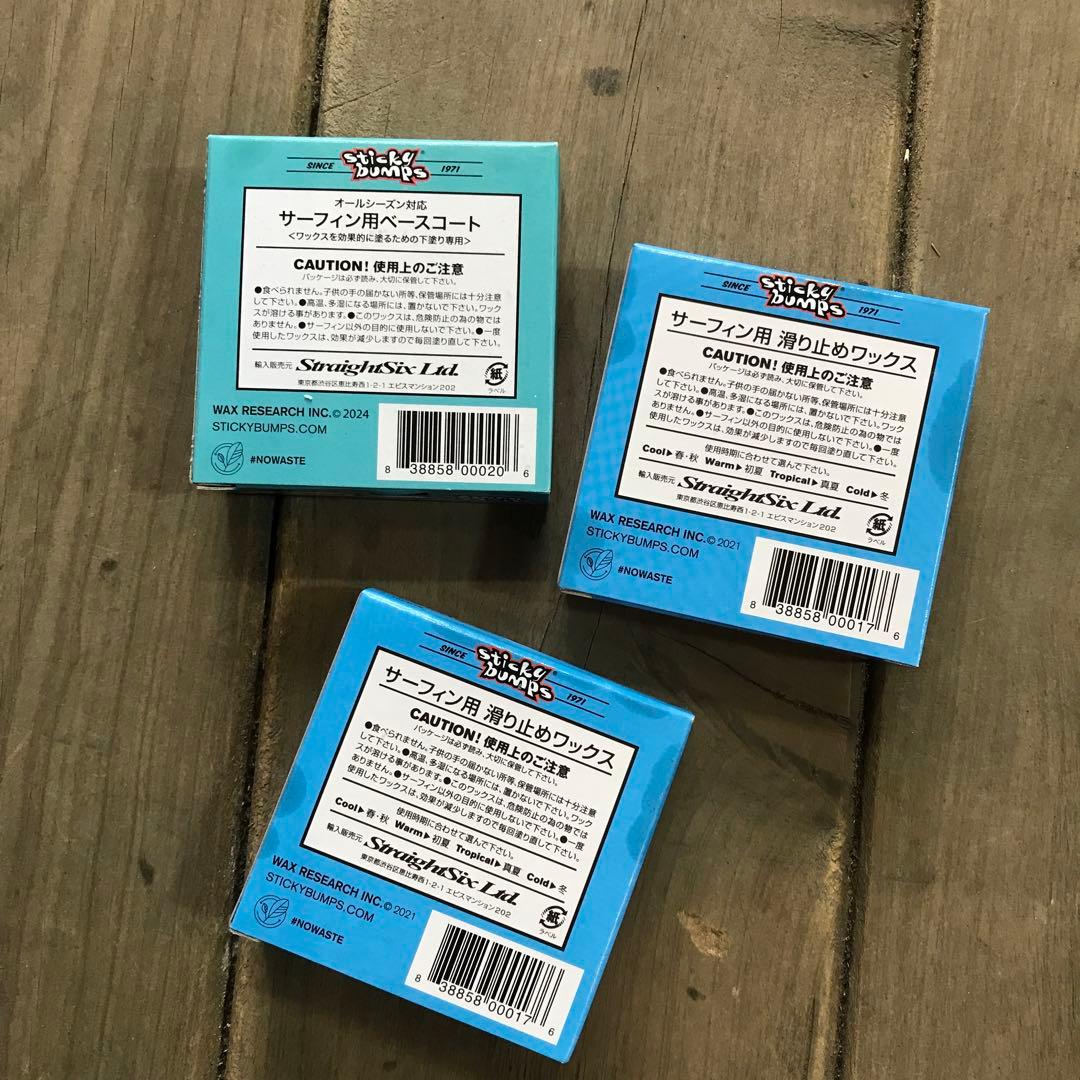 SINCE sticky bumps 1971
オールシーズン対応
サーフィン用ベースコート
<ワックスを効果的に塗るための下塗り専用>
CAUTION! 使用上のご注意
パッケージは必ず読み、大切に保管して下さい。
●食べられません。子供の手の届かない所等、保管場所には十分注意
して下さい。●高温、多湿になる場所には、置かないで下さい。ワック
スが溶ける事があります。●このワックスは、危険防止の為の物では
ありません。●サーフィン以外の目的に使用しないで下さい。●一度
使用したワックスは、効果が減少しますので毎回塗り直して下さい。
輸入販売元 StraightSix Ltd.
東京都渋谷区恵比寿西1-2-1 エビスマンション202
紙
ラベル
WAX RESEARCH INC.© 2024
STICKYBUMPS.COM
#NOWASTE
8 38858 00020 6
SINCE sticky bumps 1971
サーフィン用 滑り止めワックス
CAUTION! 使用上のご注意
パッケージは必ず読み、大切に保管して下さい。
●食べられません。子供の手の届かない所等、保管場所には十分注意
して下さい。●高温、多湿になる場所には、置かないで下さい。ワック
スが溶ける事があります。●このワックスは、危険防止の為の物では
ありません。●サーフィン以外の目的に使用しないで下さい。●一度
使用したワックスは、効果が減少しますので毎回塗り直して下さい。
使用時期に合わせて選んで下さい。
Cool▶春・秋 Warm▶初夏 Tropical▶真夏 Cold▶冬
輸入販売元 StraightSix Ltd.
東京都渋谷区恵比寿西1-2-1 エビスマンション202
紙
ラベル
WAX RESEARCH INC.© 2021
STICKYBUMPS.COM
#NOWASTE
8 38858 00017 6
SINCE sticky bumps 1971
サーフィン用 滑り止めワックス
CAUTION! 使用上のご注意
パッケージは必ず読み、大切に保管して下さい。
●食べられません。子供の手の届かない所等、保管場所には十分注意
して下さい。●高温、多湿になる場所には、置かないで下さい。ワック
スが溶ける事があります。●このワックスは、危険防止の為の物では
ありません。●サーフィン以外の目的に使用しないで下さい。●一度
使用したワックスは、効果が減少しますので毎回塗り直して下さい。
使用時期に合わせて選んで下さい。
Cool▶春・秋 Warm▶初夏 Tropical▶真夏 Cold▶冬
輸入販売元 StraightSix Ltd.
東京都渋谷区恵比寿西1-2-1 エビスマンション202
紙
ラベル
WAX RESEARCH INC.© 2021
STICKYBUMPS.COM
#NOWASTE
8 38858 00017 6